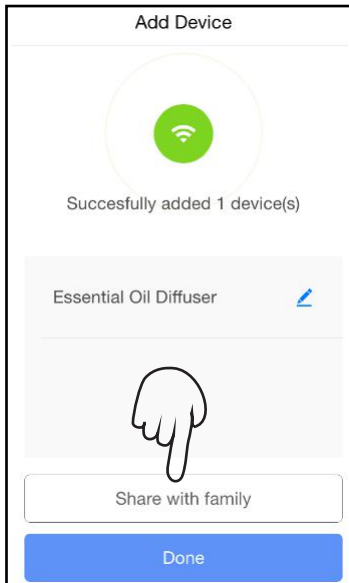 Add Device
Succesfully added 1 device(s)
Essential Oil Diffuser
Share with family
Done